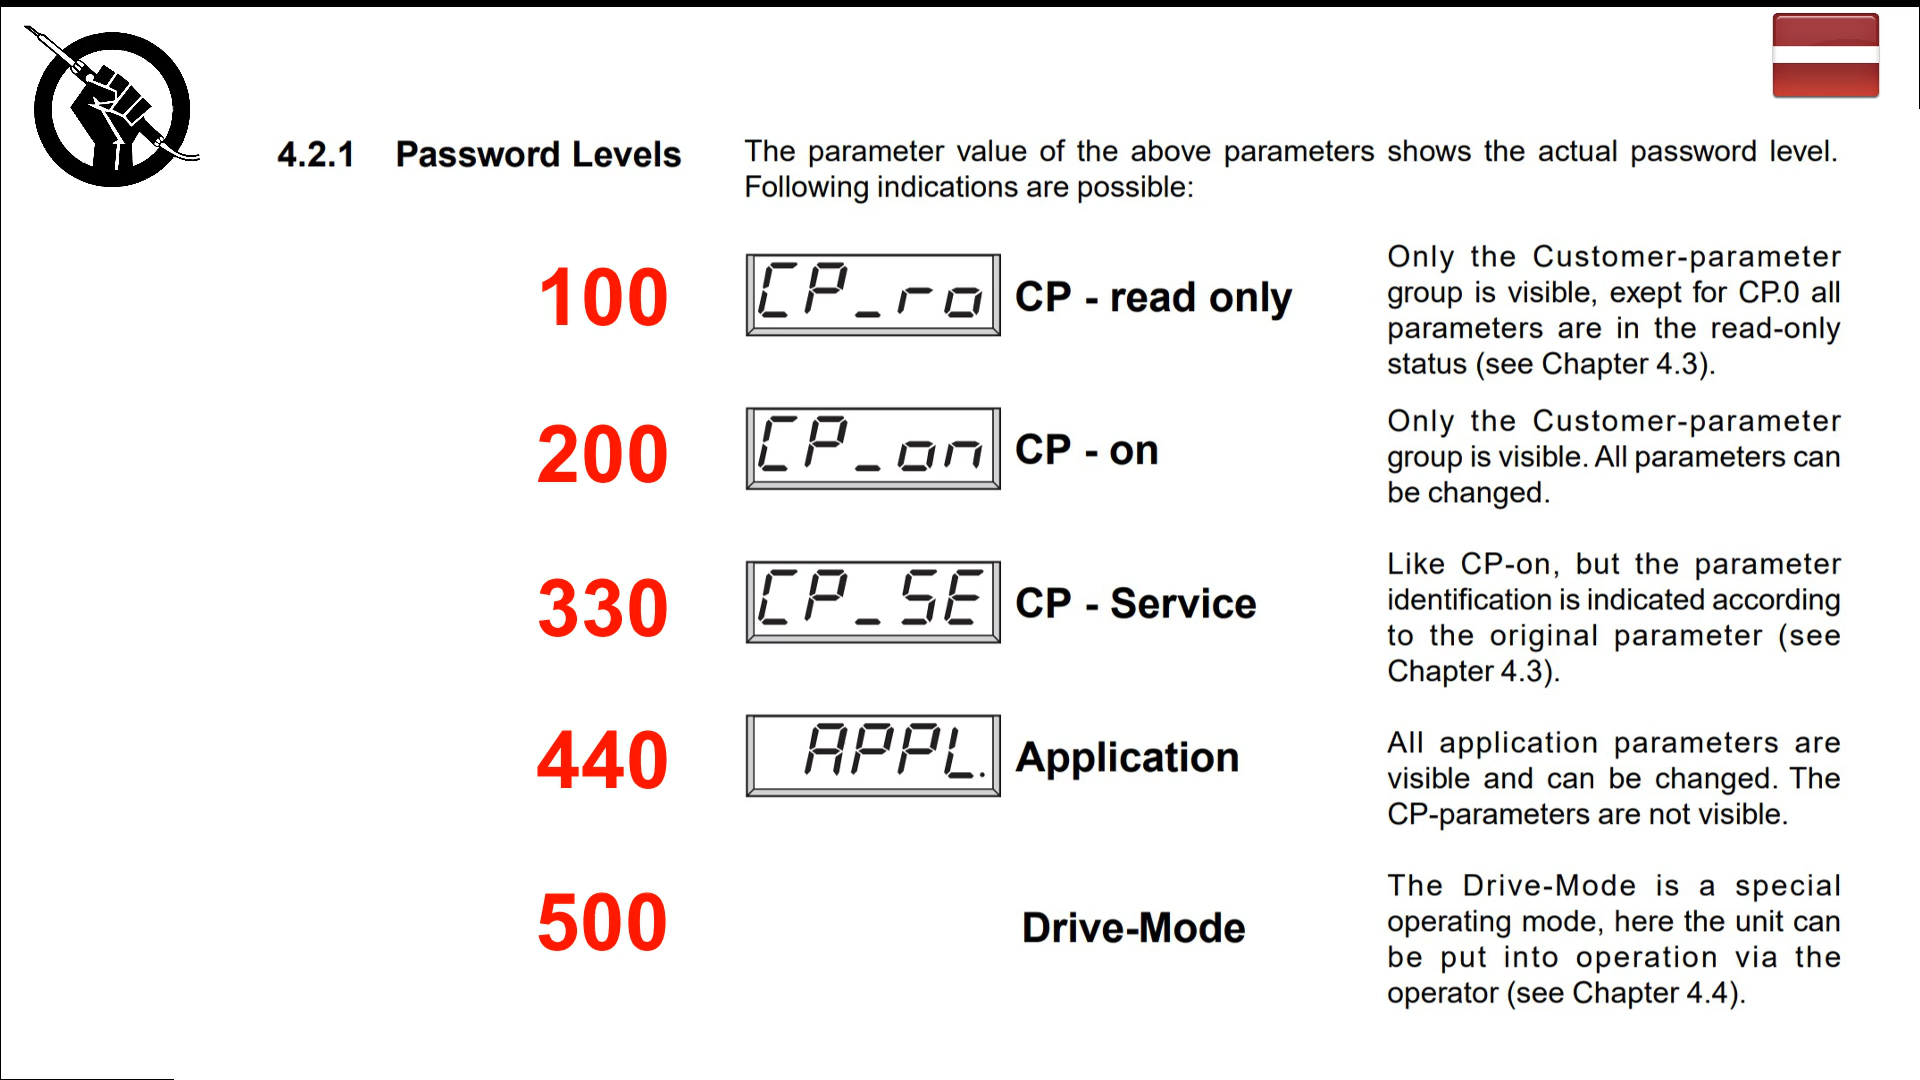 4.2.1 Password Levels
The parameter value of the above parameters shows the actual password level.
Following indications are possible:
100
CP_ro
CP - read only
Only the Customer-parameter
group is visible, exept for CP.0 all
parameters are in the read-only
status (see Chapter 4.3).
200
CP_on
CP - on
Only the Customer-parameter
group is visible. All parameters can
be changed.
330
CP_SE
CP - Service
Like CP-on, but the parameter
identification is indicated according
to the original parameter (see
Chapter 4.3).
440
APPL.
Application
All application parameters are
visible and can be changed. The
CP-parameters are not visible.
500
Drive-Mode
The Drive-Mode is a special
operating mode, here the unit can
be put into operation via the
operator (see Chapter 4.4).